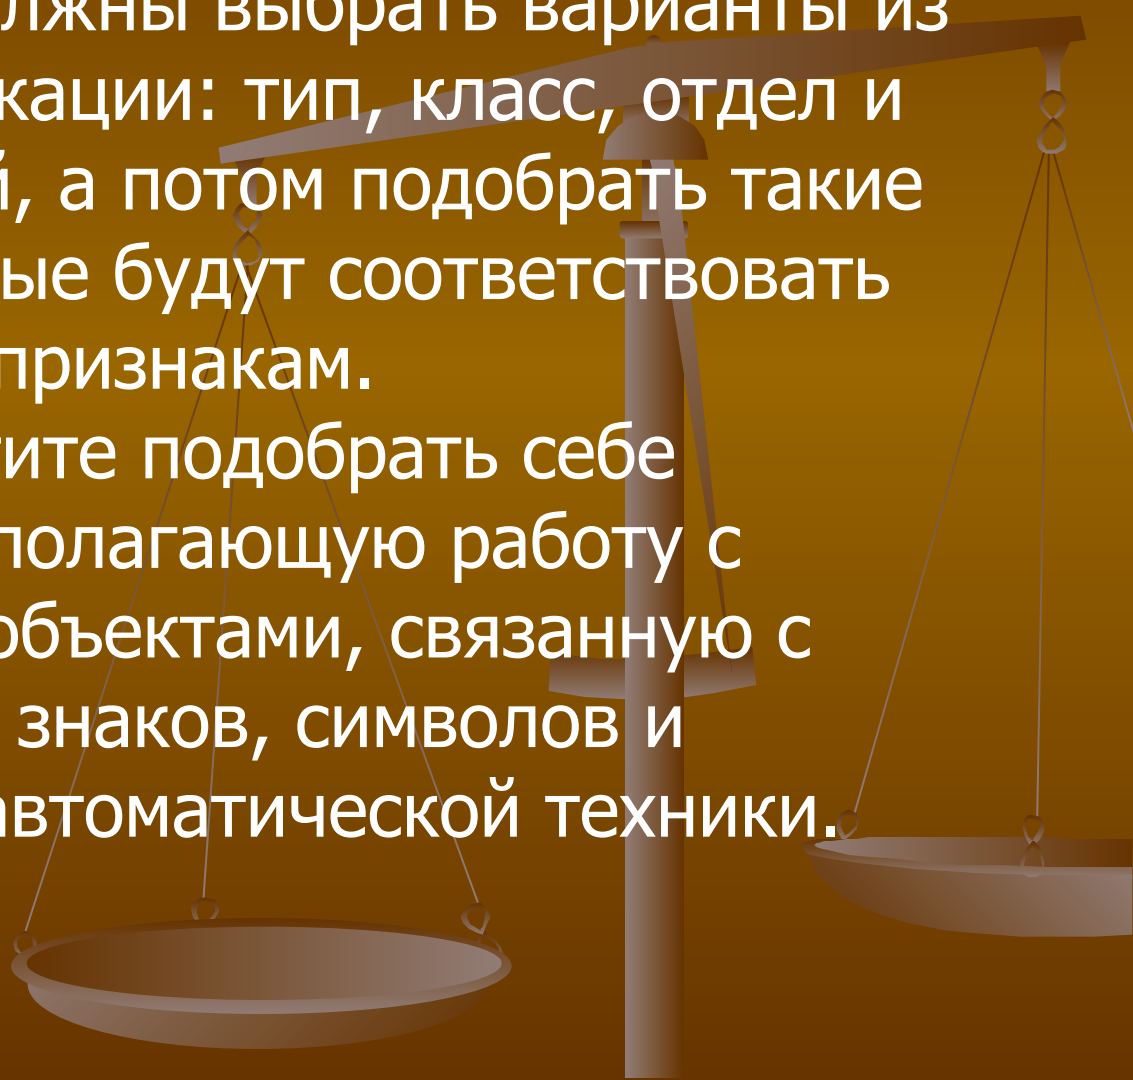 лжны выбрать варианты из
кации: тип, класс, отдел и
й, а потом подобрать такие
ые будут соответствовать
признакам.
ите подобрать себе
полагающую работу с
объектами, связанную с
знаков, символов и
автоматической техники.